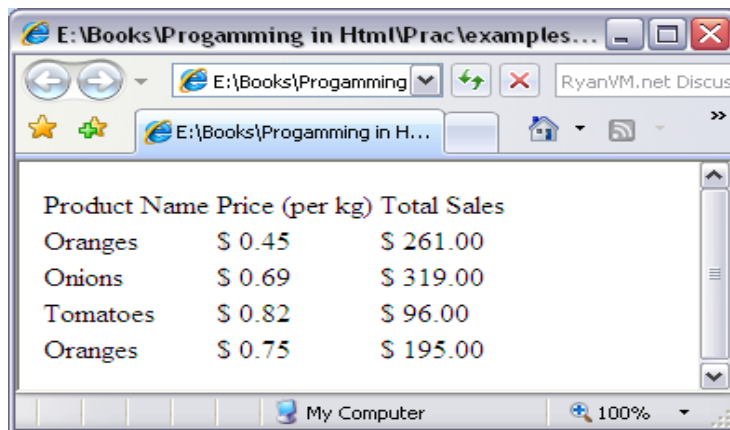 E:\Books\Progamming in Html\Prac\examples...
E:\Books\Progamming
RyanVM.net Discus
E:\Books\Progamming in H...
»
Product Name Price (per kg) Total Sales
Oranges $ 0.45 $ 261.00
Onions $ 0.69 $ 319.00
Tomatoes $ 0.82 $ 96.00
Oranges $ 0.75 $ 195.00
My Computer 100%